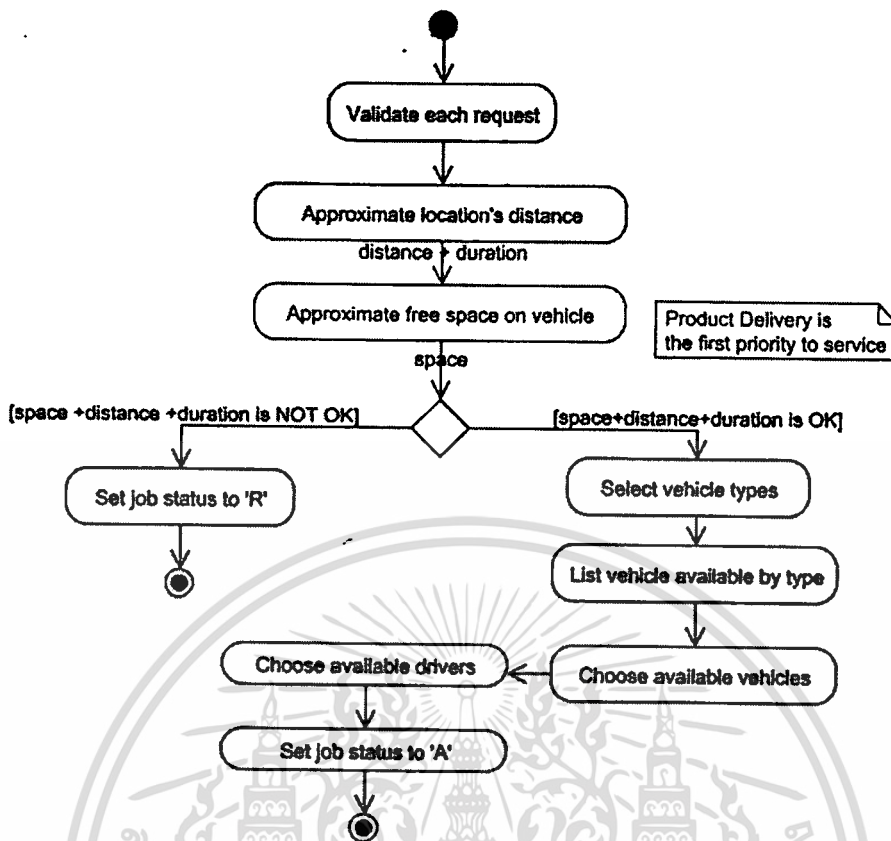 Validate each request
Approximate location's distance
distance + duration
Approximate free space on vehicle
Product Delivery is
the first priority to service
space
[space +distance +duration is NOT OK]
[space+distance+duration is OK]
Set job status to 'R'
Select vehicle types
List vehicle available by type
Choose available drivers
Choose available vehicles
Set job status to 'A'